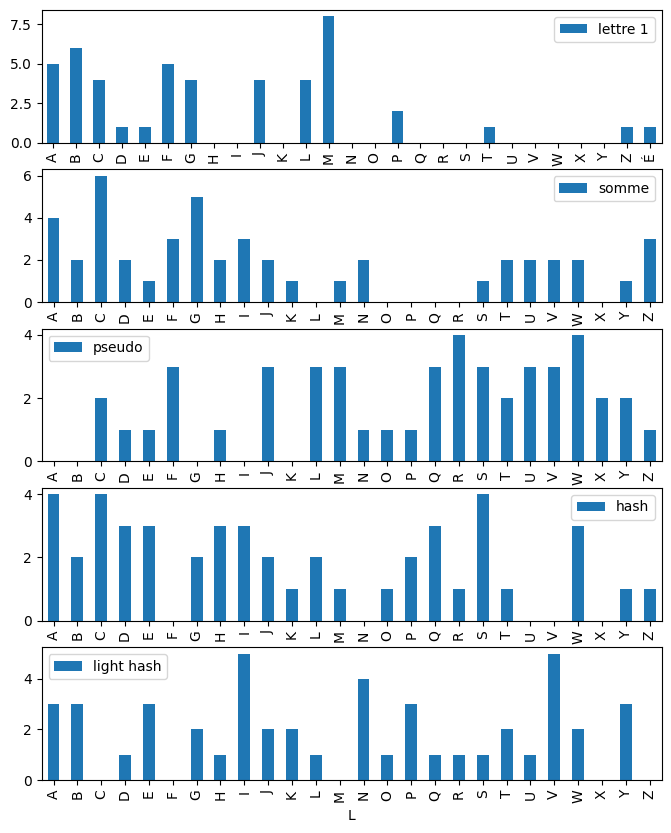 7.5
5.0
2.5
0.0
lettre 1
A B C D E F G H I J K L M N O P Q R S T U V W X Y Z É
6
4
2
0
somme
A B C D E F G H I J K L M N O P Q R S T U V W X Y Z
4
2
0
pseudo
A B C D E F G H I J K L M N O P Q R S T U V W X Y Z
4
2
0
hash
A B C D E F G H I J K L M N O P Q R S T U V W X Y Z
4
2
0
light hash
A B C D E F G H I J K L M N O P Q R S T U V W X Y Z
L